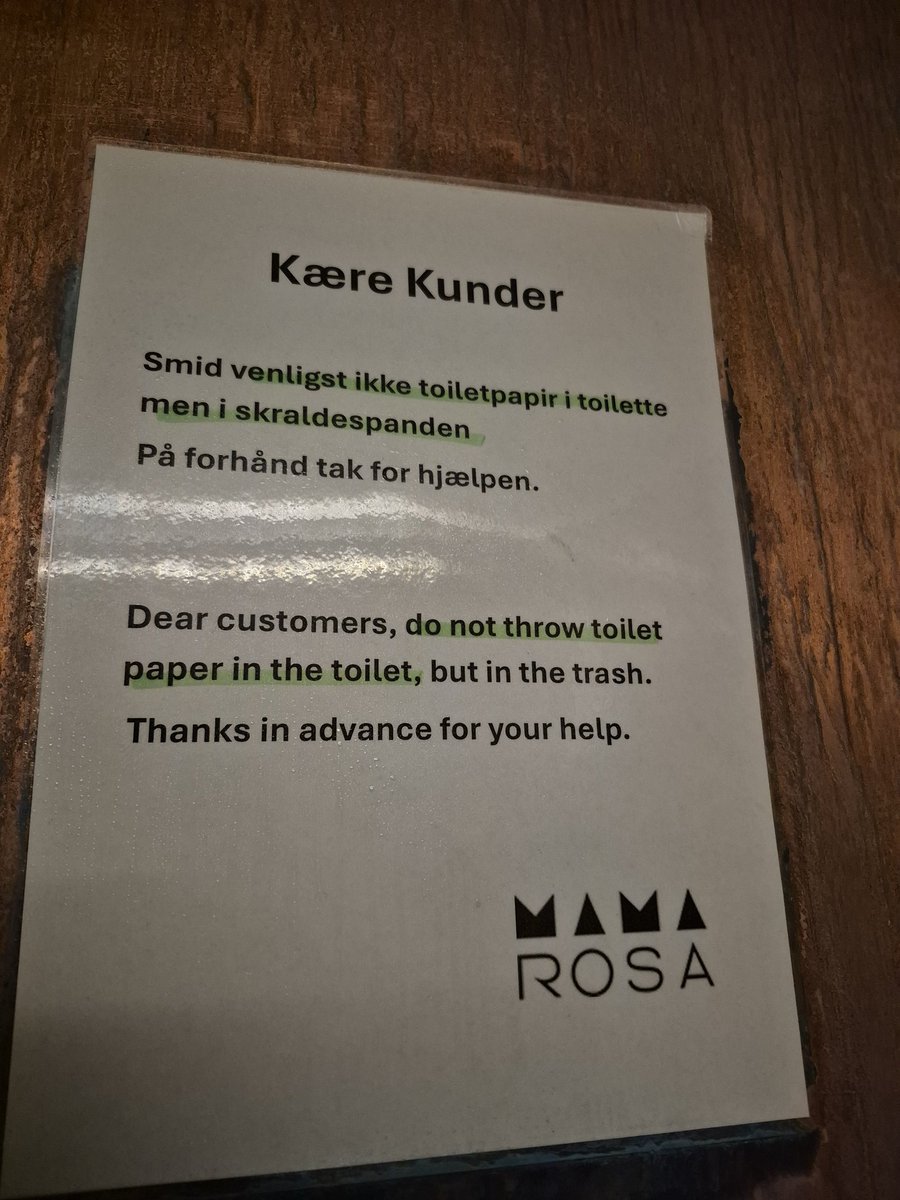 Kære Kunder
Smid venligst ikke toiletpapir i toilette
men i skraldespanden
På forhånd tak for hjælpen.
Dear customers, do not throw toilet
paper in the toilet, but in the trash.
Thanks in advance for your help.
MAMA
ROSA